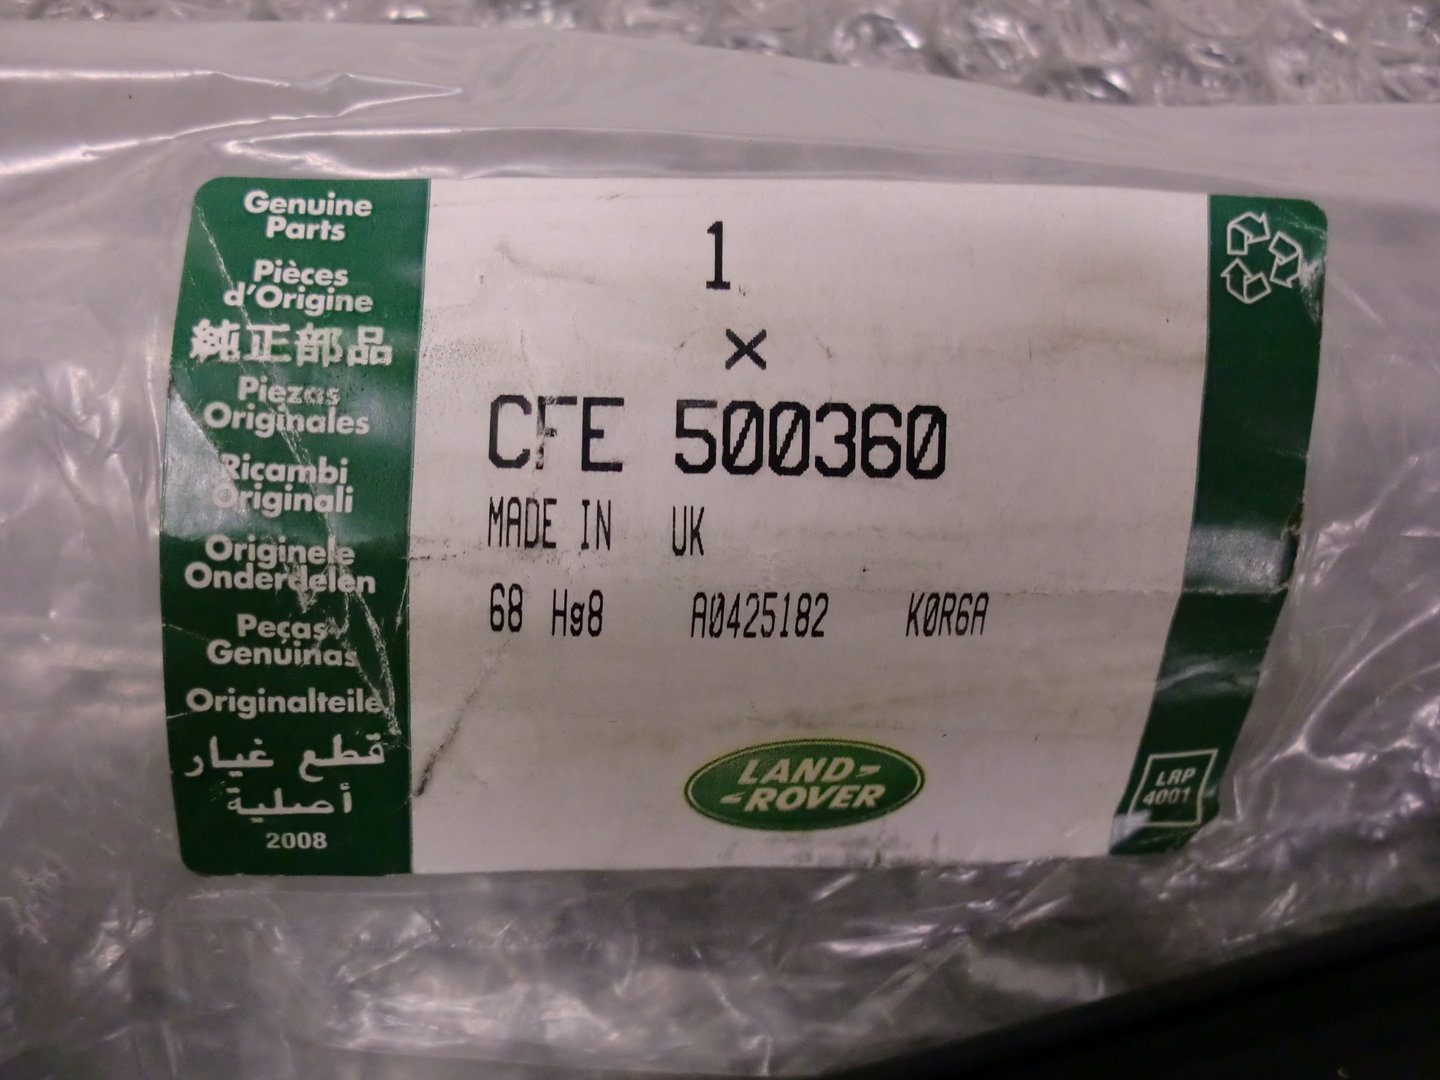 Genuine
Parts
Pièces
d'Origine
純正部品
Piezas
Originales
Ricambi
Originali
Originele
Onderdelen
Peças
Genuinas
Originalteile
قطع غيار
أصلية
2008
1
×
CFE 500360
MADE IN UK
68 Hg8 A0425182 K0R6A
LAND-
-ROVER
LRP
4001